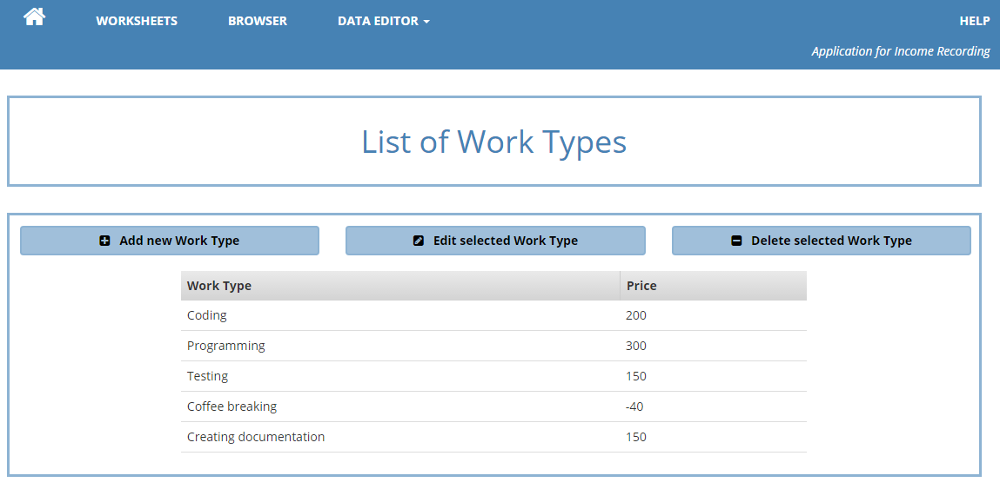 WORKSHEETS BROWSER DATA EDITOR HELP
Application for Income Recording
List of Work Types
Add new Work Type Edit selected Work Type Delete selected Work Type
Work Type Price
Coding 200
Programming 300
Testing 150
Coffee breaking -40
Creating documentation 150